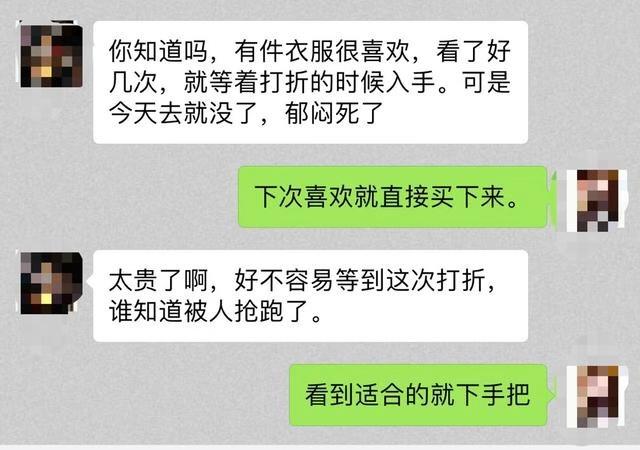 你知道吗，有件衣服很喜欢，看了好
几次，就等着打折的时候入手。可是
今天去就没了，郁闷死了
下次喜欢就直接买下来。
太贵了啊，好不容易等到这次打折，
谁知道被人抢跑了。
看到适合的就下手把